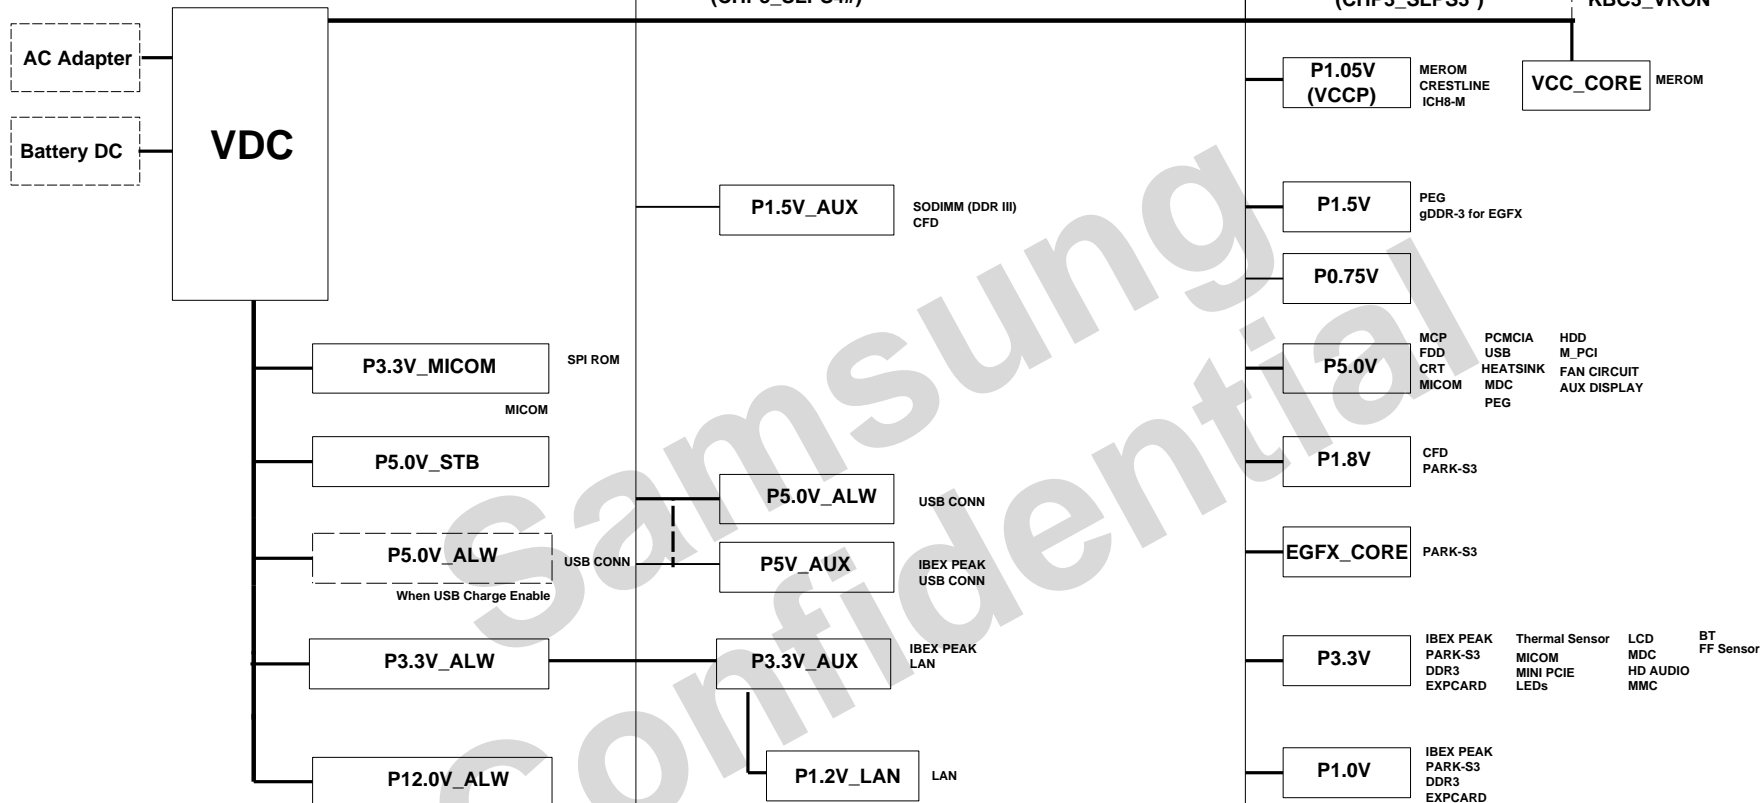 KBC3_VRON
AC Adapter
Battery DC
VDC
P1.05V
(VCCP)
MEROM
CRESTLINE
ICH8-M
VCC_CORE
MEROM
P1.5V_AUX
SODIMM (DDR III)
CFD
P1.5V
PEG
gDDR-3 for EGFX
P0.75V
P3.3V_MICOM
SPI ROM
MICOM
P5.0V
MCP
FDD
CRT
MICOM
PCMCIA
USB
HEATSINK
MDC
PEG
HDD
M_PCI
FAN CIRCUIT
AUX DISPLAY
P5.0V_STB
P1.8V
CFD
PARK-S3
P5.0V_ALW
USB CONN
P5.0V_ALW
USB CONN
When USB Charge Enable
P5V_AUX
IBEX PEAK
USB CONN
EGFX_CORE
PARK-S3
P3.3V_ALW
P3.3V_AUX
IBEX PEAK
LAN
P3.3V
IBEX PEAK
PARK-S3
DDR3
EXPCARD
Thermal Sensor
MICOM
MINI PCIE
LEDs
LCD
MDC
HD AUDIO
MMC
BT
FF Sensor
P12.0V_ALW
P1.2V_LAN
LAN
P1.0V
IBEX PEAK
PARK-S3
DDR3
EXPCARD
Samsung
Confidential